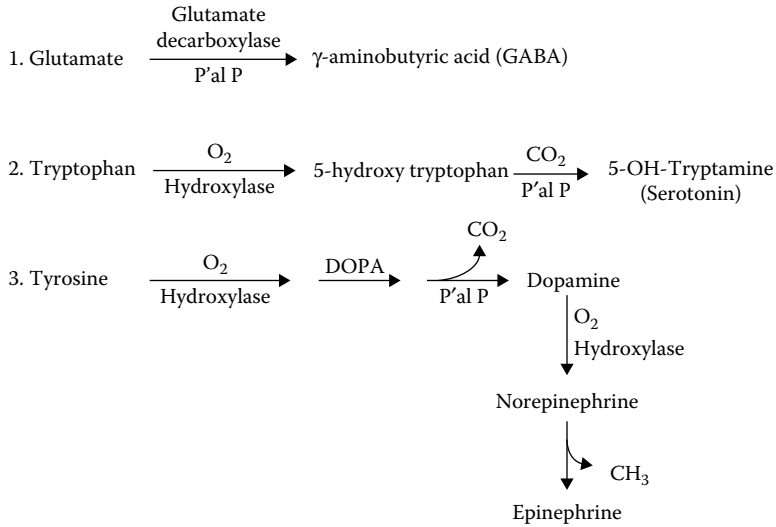 Glutamate
decarboxylase
1. Glutamate γ-aminobutyric acid (GABA)
P'al P
O₂ CO₂
2. Tryptophan 5-hydroxy tryptophan 5-OH-Tryptamine
Hydroxylase P'al P (Serotonin)
CO₂
O₂ DOPA
3. Tyrosine Dopamine
Hydroxylase P'al P
O₂
Hydroxylase
Norepinephrine
CH₃
Epinephrine